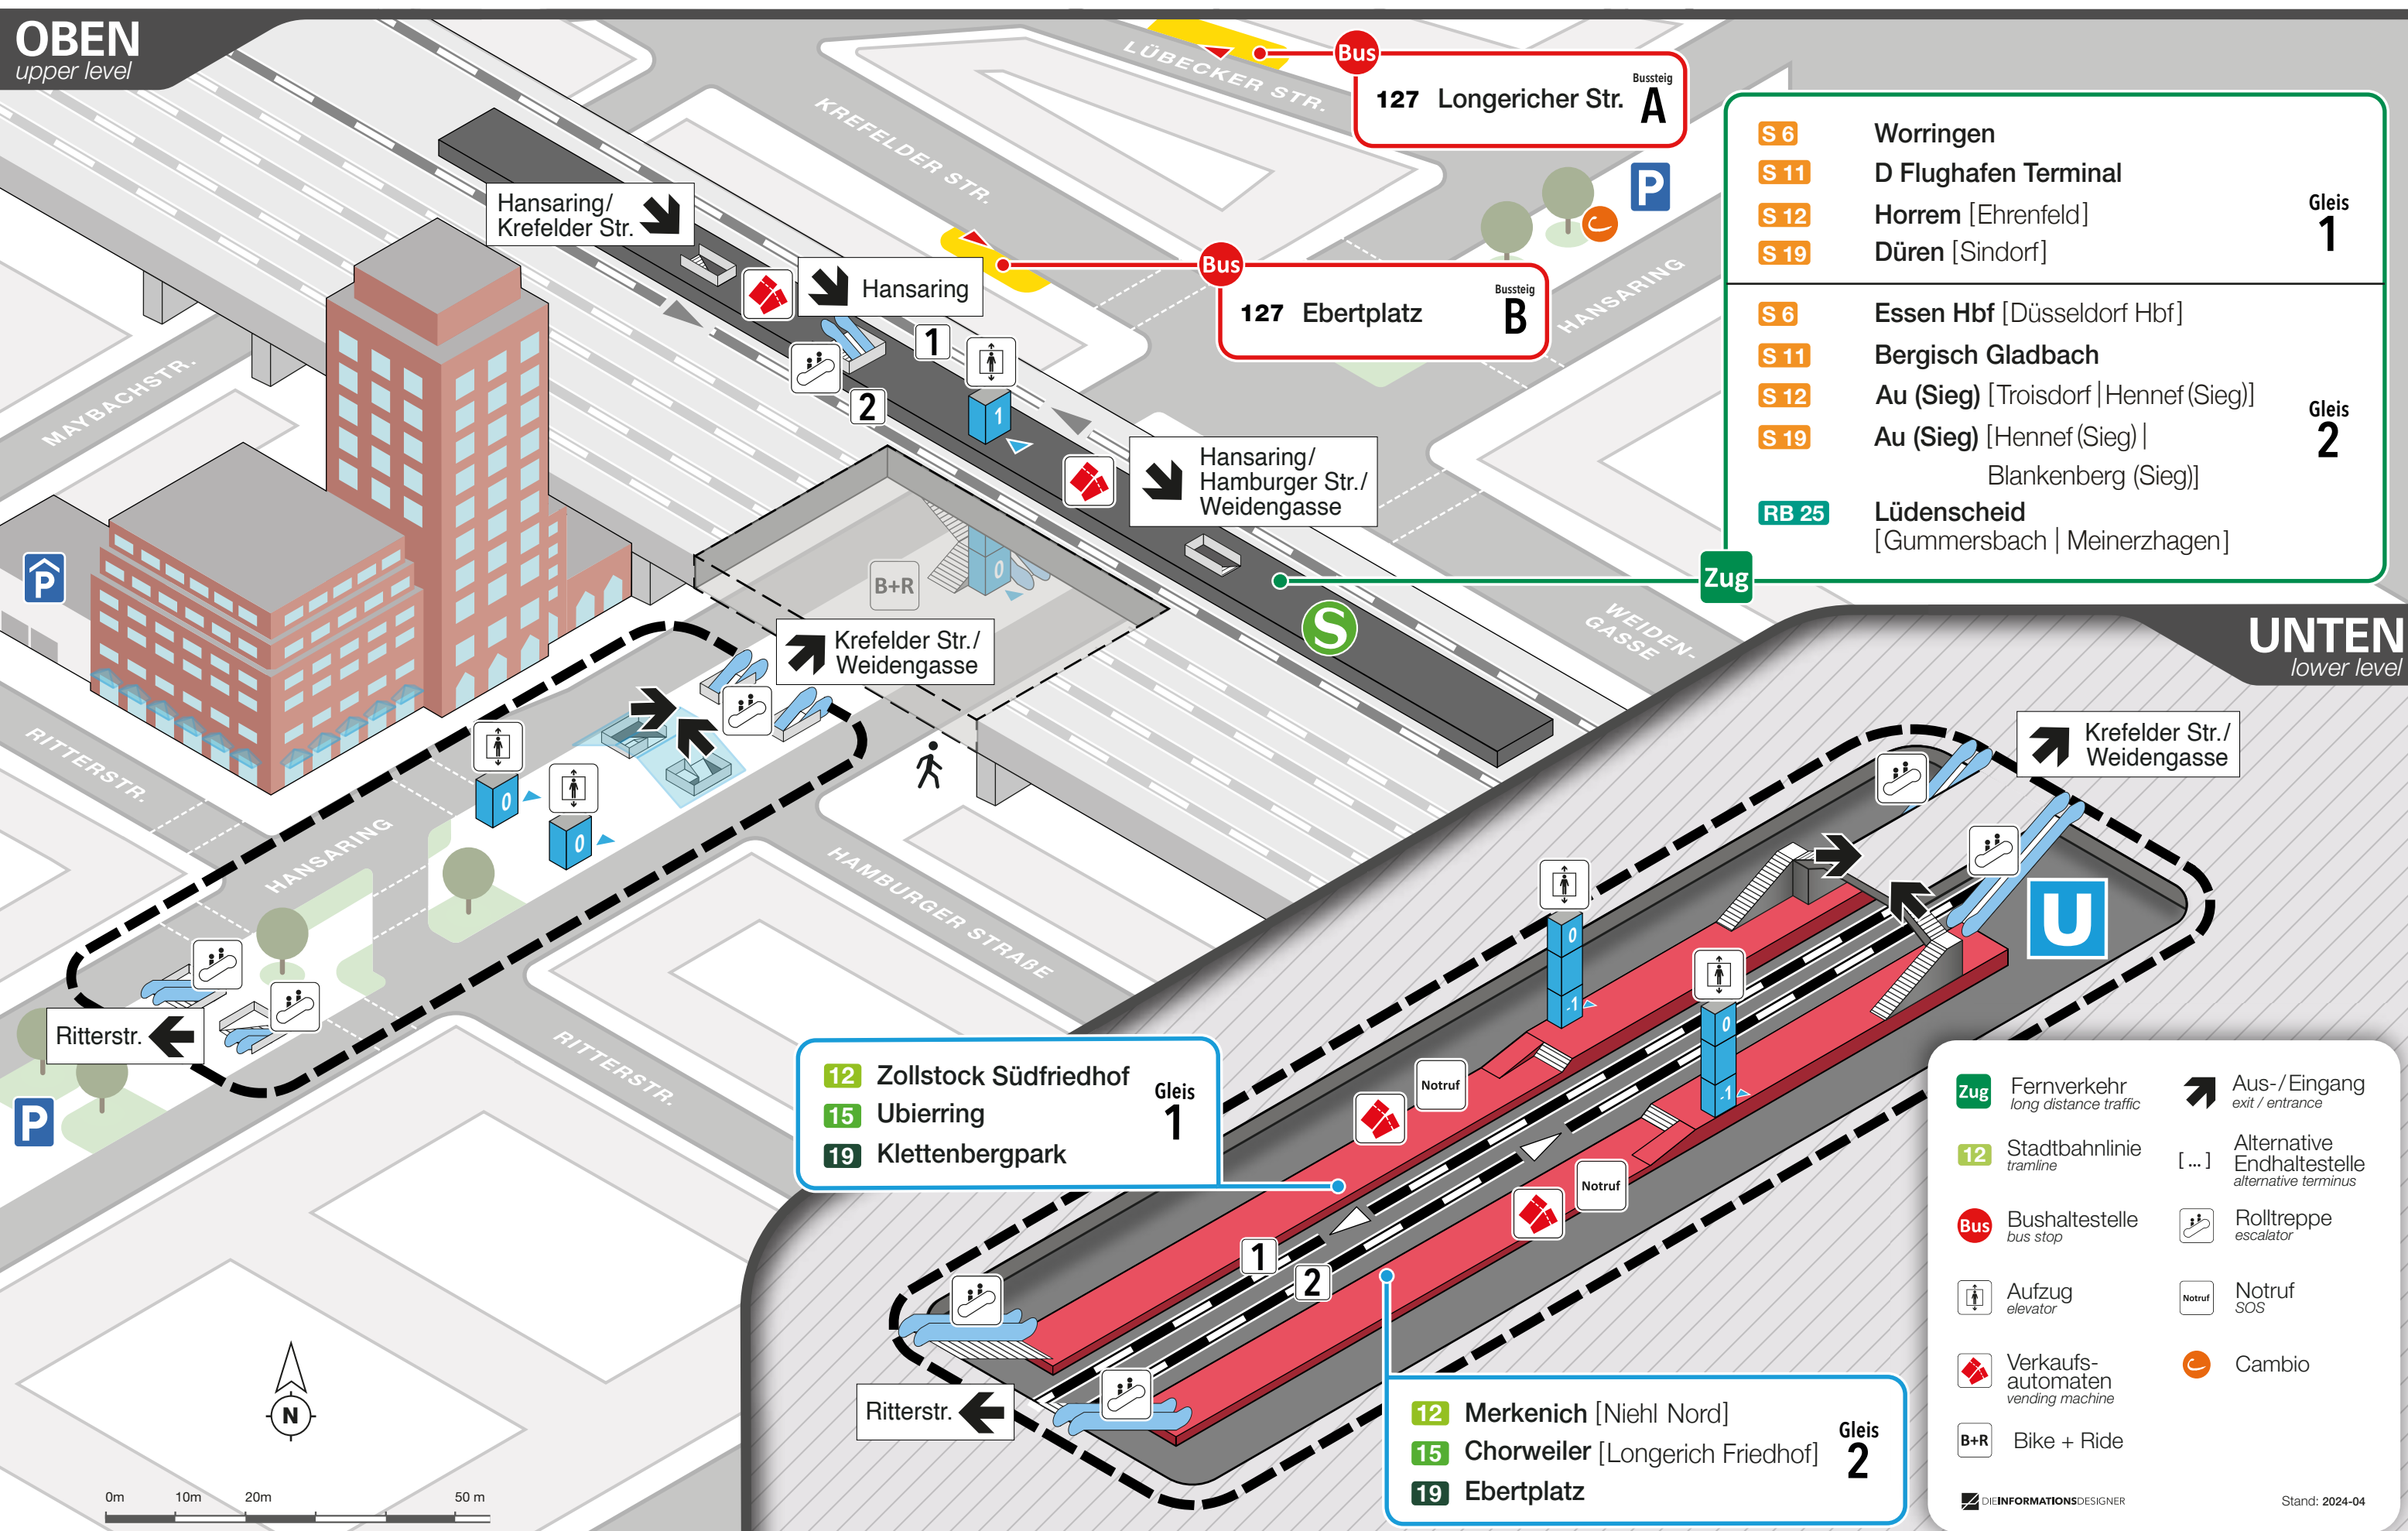 OBEN
upper level
LÜBECKER STR.
Bus
127 Longericher Str.
Bussteig
A
KREFELDER STR.
P
Hansaring/
Krefelder Str.
Hansaring
Bus
127 Ebertplatz
Bussteig
B
HANSARING
S 6 Worringen
S 11 D Flughafen Terminal
S 12 Horrem [Ehrenfeld]
S 19 Düren [Sindorf]
Gleis
1
S 6 Essen Hbf [Düsseldorf Hbf]
S 11 Bergisch Gladbach
S 12 Au (Sieg) [Troisdorf | Hennef (Sieg)]
S 19 Au (Sieg) [Hennef (Sieg) |
Blankenberg (Sieg)]
RB 25 Lüdenscheid
[Gummersbach | Meinerzhagen]
Gleis
2
Zug
1
2
1
MAYBACHSTR.
Hansaring/
Hamburger Str./
Weidengasse
P
B+R
0
S
WEIDEN-
GASSE
Krefelder Str./
Weidengasse
RITTERSTR.
0
0
HANSARING
HAMBURGER STRAßE
Ritterstr.
RITTERSTR.
P
N
0m 10m 20m 50 m
UNTEN
lower level
Krefelder Str./
Weidengasse
U
0
-1
0
-1
Notruf
Notruf
12 Zollstock Südfriedhof
15 Ubierring
19 Klettenbergpark
Gleis
1
1
2
Ritterstr.
12 Merkenich [Niehl Nord]
15 Chorweiler [Longerich Friedhof]
19 Ebertplatz
Gleis
2
Zug Fernverkehr
long distance traffic
Aus-/Eingang
exit / entrance
12 Stadtbahnlinie
tramline
[...] Alternative
Endhaltestelle
alternative terminus
Bus Bushaltestelle
bus stop
Rolltreppe
escalator
Aufzug
elevator
Notruf Notruf
SOS
Verkaufs-
automaten
vending machine
Cambio
B+R Bike + Ride
DIEINFORMATIONSDESIGNER
Stand: 2024-04